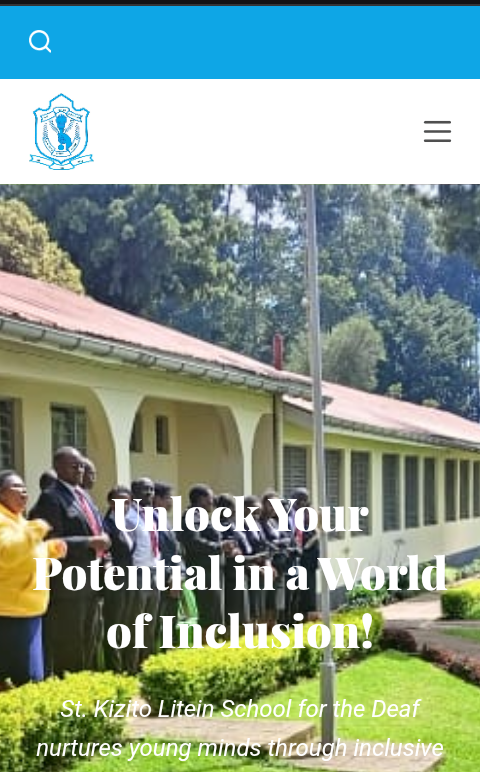 Unlock Your
Potential in a World
of Inclusion!
St. Kizito Litein School for the Deaf
nurtures young minds through inclusive